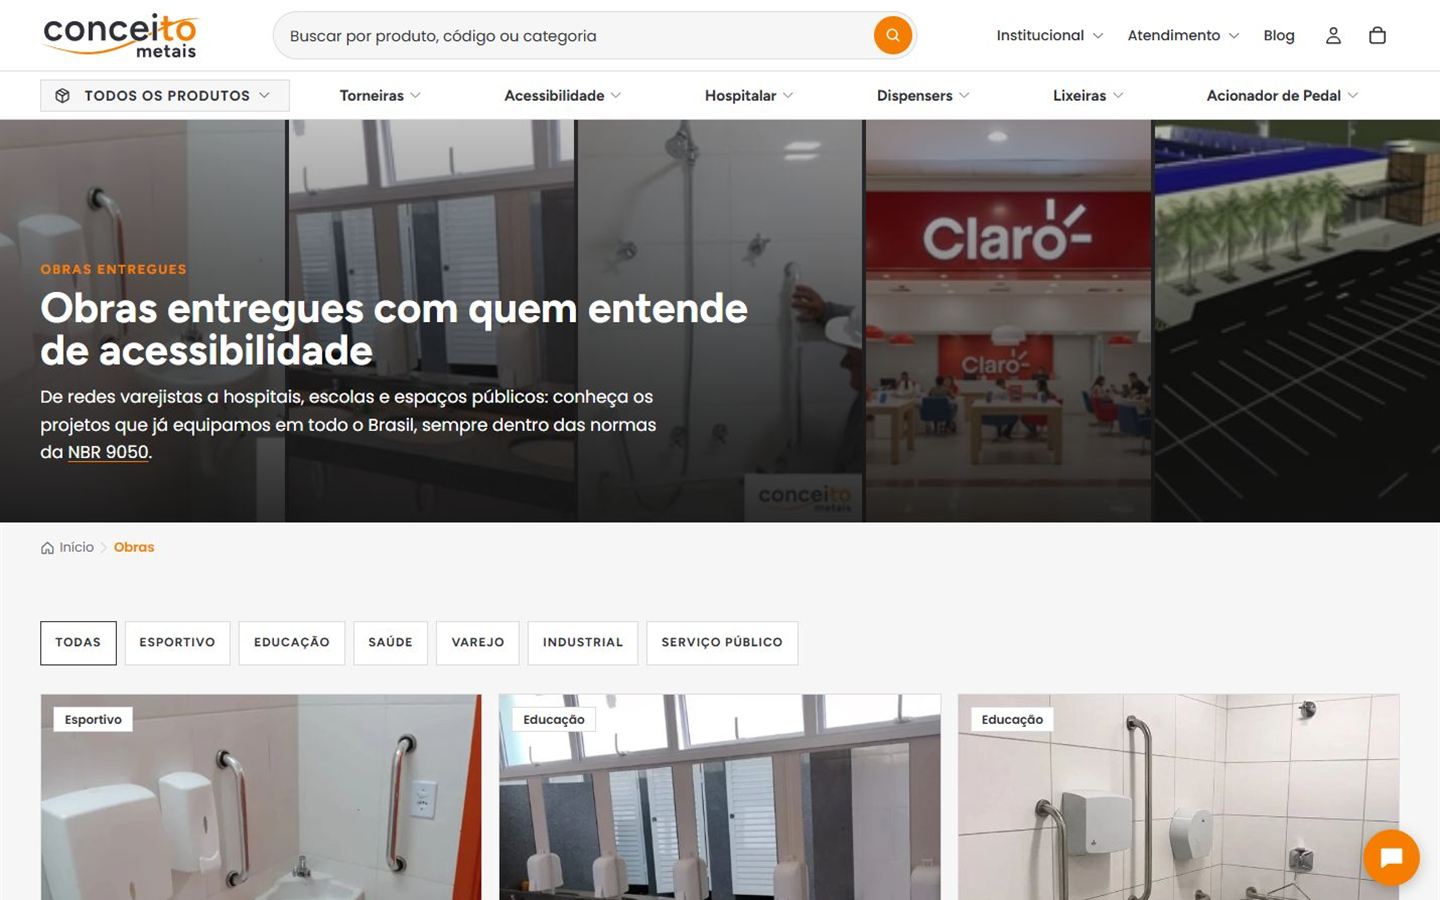 conceito
metais
Buscar por produto, código ou categoria
Institucional
Atendimento
Blog
TODOS OS PRODUTOS
Torneiras
Acessibilidade
Hospitalar
Dispensers
Lixeiras
Acionador de Pedal
OBRAS ENTREGUES
Obras entregues com quem entende
de acessibilidade
De redes varejistas a hospitais, escolas e espaços públicos: conheça os
projetos que já equipamos em todo o Brasil, sempre dentro das normas
da NBR 9050.
Claro
Claro
conceito
metais
Início
Obras
TODAS
ESPORTIVO
EDUCAÇÃO
SAÚDE
VAREJO
INDUSTRIAL
SERVIÇO PÚBLICO
Esportivo
Educação
Educação